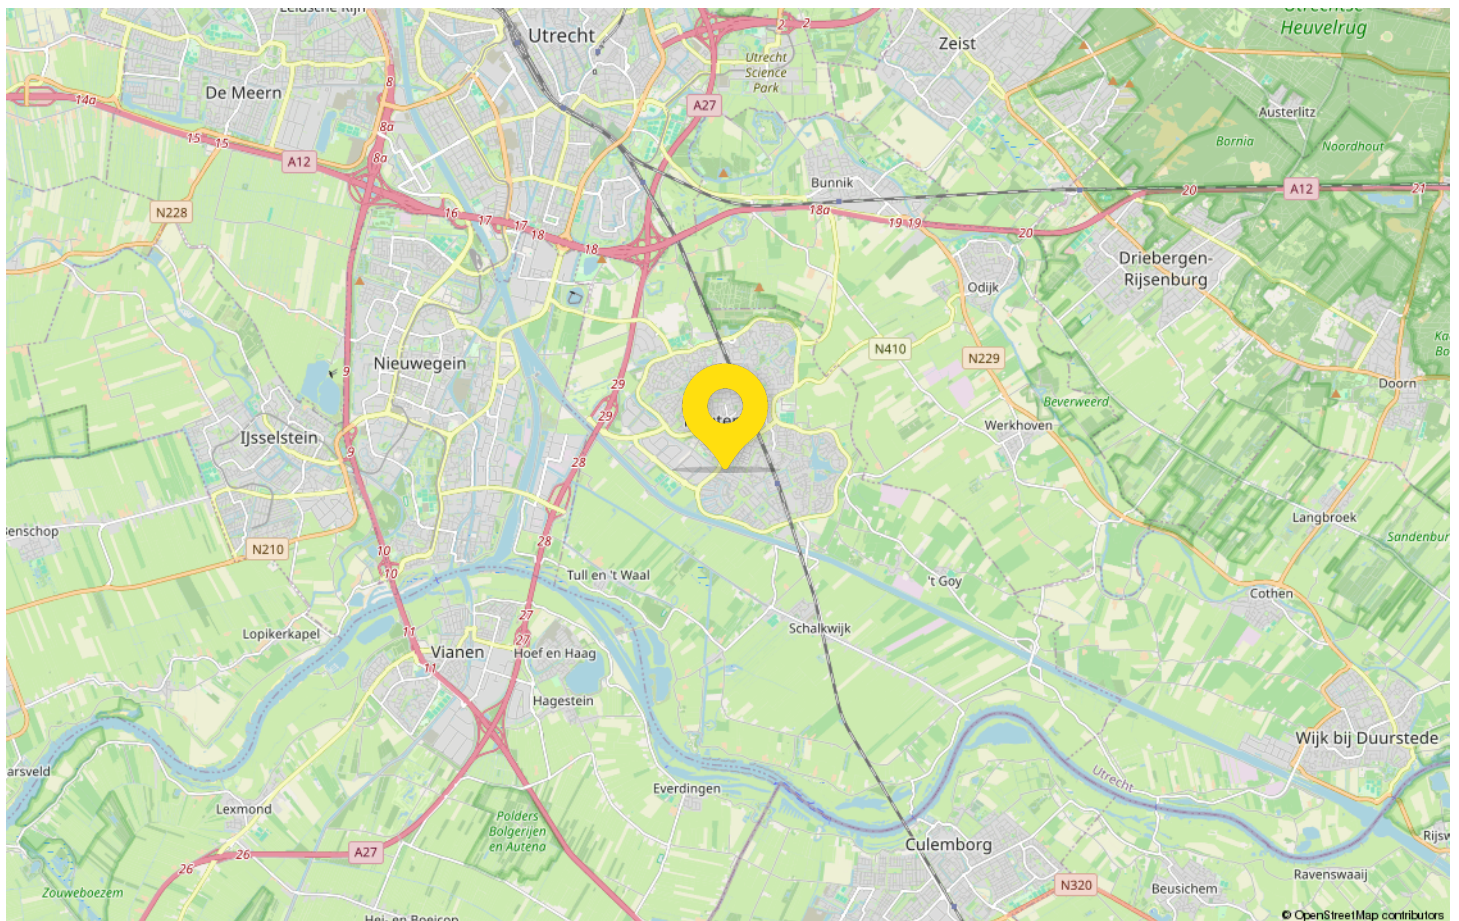 Utrecht
Zeist
Utrechtse
Heuvelrug
De Meern
14a
15
15
8
8a
8a
A12
Utrecht
Science
Park
2
2
A27
Austerlitz
Bornia
Noordhout
Bunnik
N228
16
17
17
18
18
18a
19
19
20
20
A12
21
Driebergen-
Rijsenburg
Odijk
Nieuwegein
N410
N229
9
29
29
Doorn
Beverweerd
IJsselstein
Werkhoven
9
28
28
Langbroek
N210
10
10
Tull en 't Waal
't Goy
Cothen
Lopikerkapel
11
11
27
27
Vianen
Hoef en Haag
Schalkwijk
Hagestein
Wijk bij Duurstede
Utrecht
Everdingen
Lexmond
Polders
Bolgerijen
en Autena
26
26
A27
Culemborg
N320
Beusichem
Ravenswaaij
Zouweboezem
© OpenStreetMap contributors